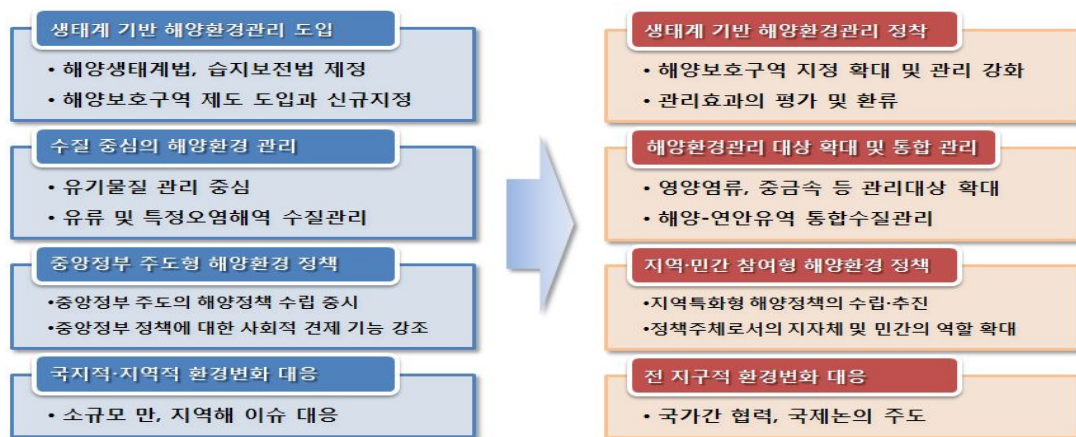 생태계 기반 해양환경관리 도입
• 해양생태계법, 습지보전법 제정
• 해양보호구역 제도 도입과 신규지정
수질 중심의 해양환경 관리
• 유기물질 관리 중심
• 유류 및 특정오염해역 수질관리
중앙정부 주도형 해양환경 정책
•중앙정부 주도의 해양정책 수립 중시
•중앙정부 정책에 대한 사회적 견제 기능 강조
국지적·지역적 환경변화 대응
• 소규모 만, 지역해 이슈 대응
생태계 기반 해양환경관리 정착
• 해양보호구역 지정 확대 및 관리 강화
• 관리효과의 평가 및 환류
해양환경관리 대상 확대 및 통합 관리
• 영양염류, 중금속 등 관리대상 확대
• 해양-연안유역 통합수질관리
지역·민간 참여형 해양환경 정책
•지역특화형 해양정책의 수립·추진
•정책주체로서의 지자체 및 민간의 역할 확대
전 지구적 환경변화 대응
• 국가간 협력, 국제논의 주도